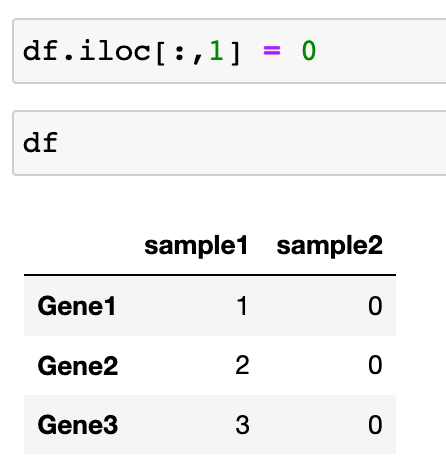 df.iloc[:,1] = 0
df
sample1 sample2
Gene1 1 0
Gene2 2 0
Gene3 3 0